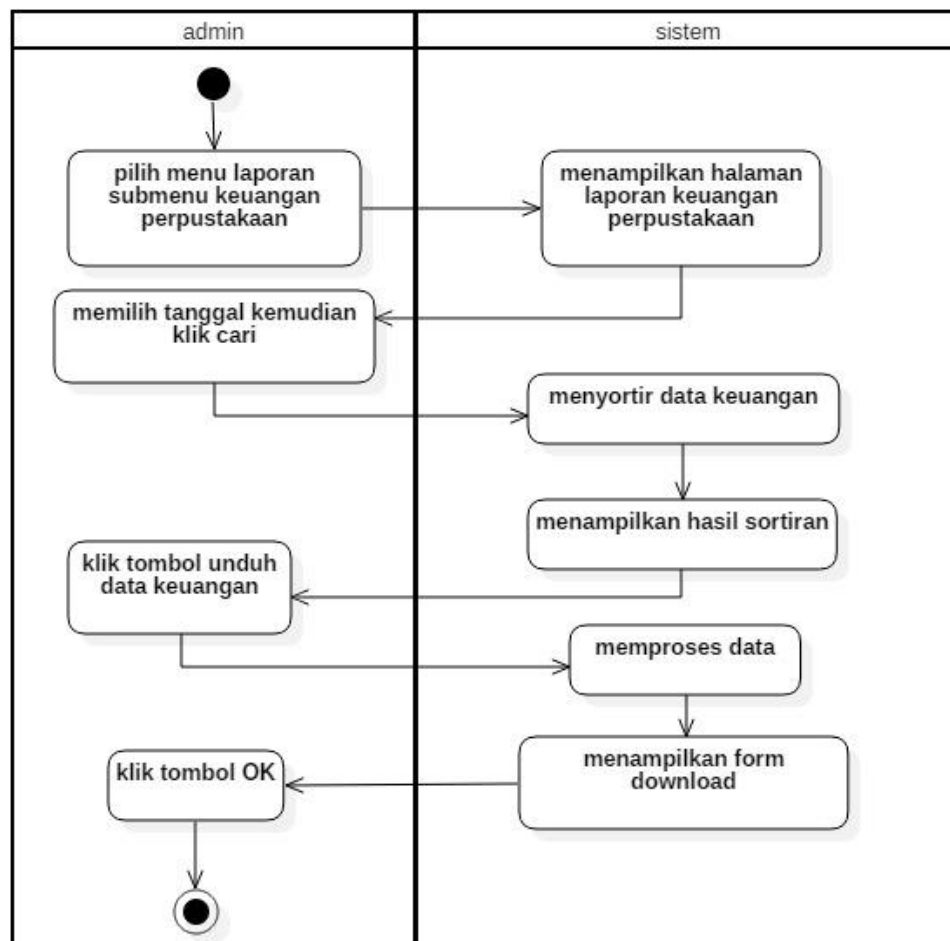 admin
sistem
pilih menu laporan
submenu keuangan
perpustakaan
menampilkan halaman
laporan keuangan
perpustakaan
memilih tanggal kemudian
klik cari
menyortir data keuangan
menampilkan hasil sortiran
klik tombol unduh
data keuangan
memproses data
menampilkan form
download
klik tombol OK